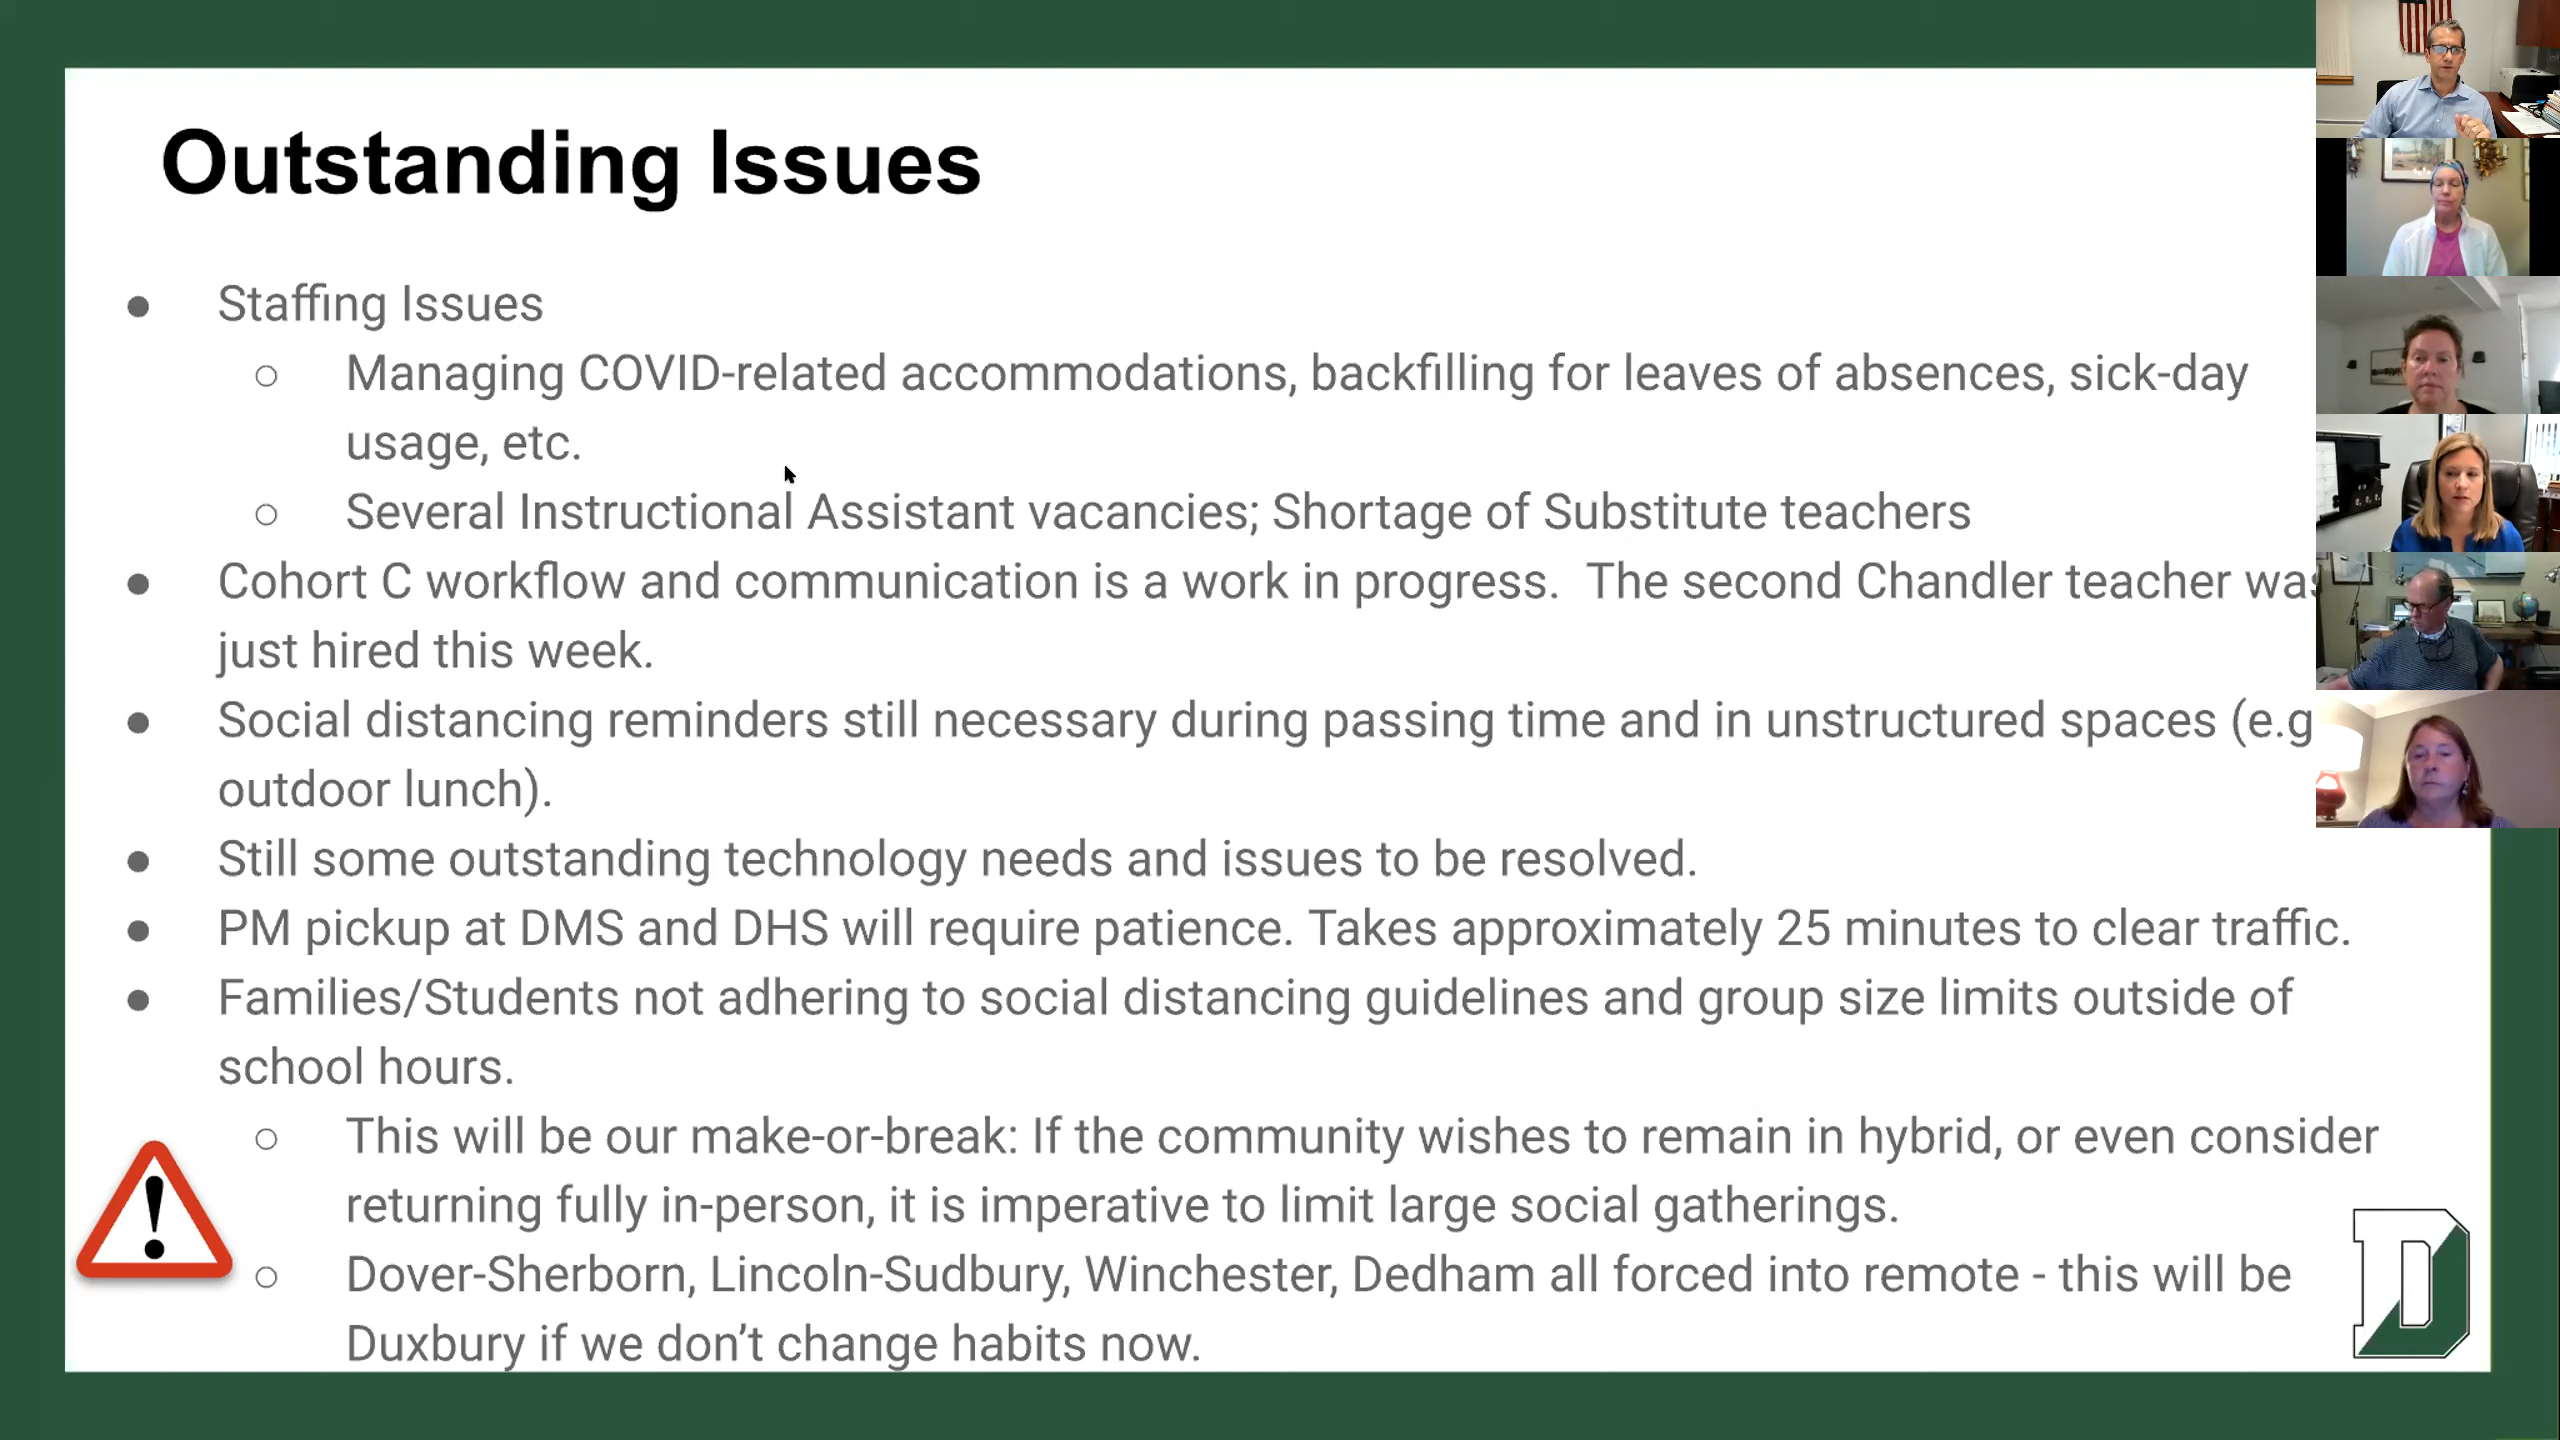 Outstanding Issues
● Staffing Issues
○ Managing COVID-related accommodations, backfilling for leaves of absences, sick-day
usage, etc.
○ Several Instructional Assistant vacancies; Shortage of Substitute teachers
● Cohort C workflow and communication is a work in progress.  The second Chandler teacher was
just hired this week.
● Social distancing reminders still necessary during passing time and in unstructured spaces (e.g
outdoor lunch).
● Still some outstanding technology needs and issues to be resolved.
● PM pickup at DMS and DHS will require patience. Takes approximately 25 minutes to clear traffic.
● Families/Students not adhering to social distancing guidelines and group size limits outside of
school hours.
○ This will be our make-or-break: If the community wishes to remain in hybrid, or even consider
returning fully in-person, it is imperative to limit large social gatherings.
○ Dover-Sherborn, Lincoln-Sudbury, Winchester, Dedham all forced into remote - this will be
Duxbury if we don’t change habits now.
!
D